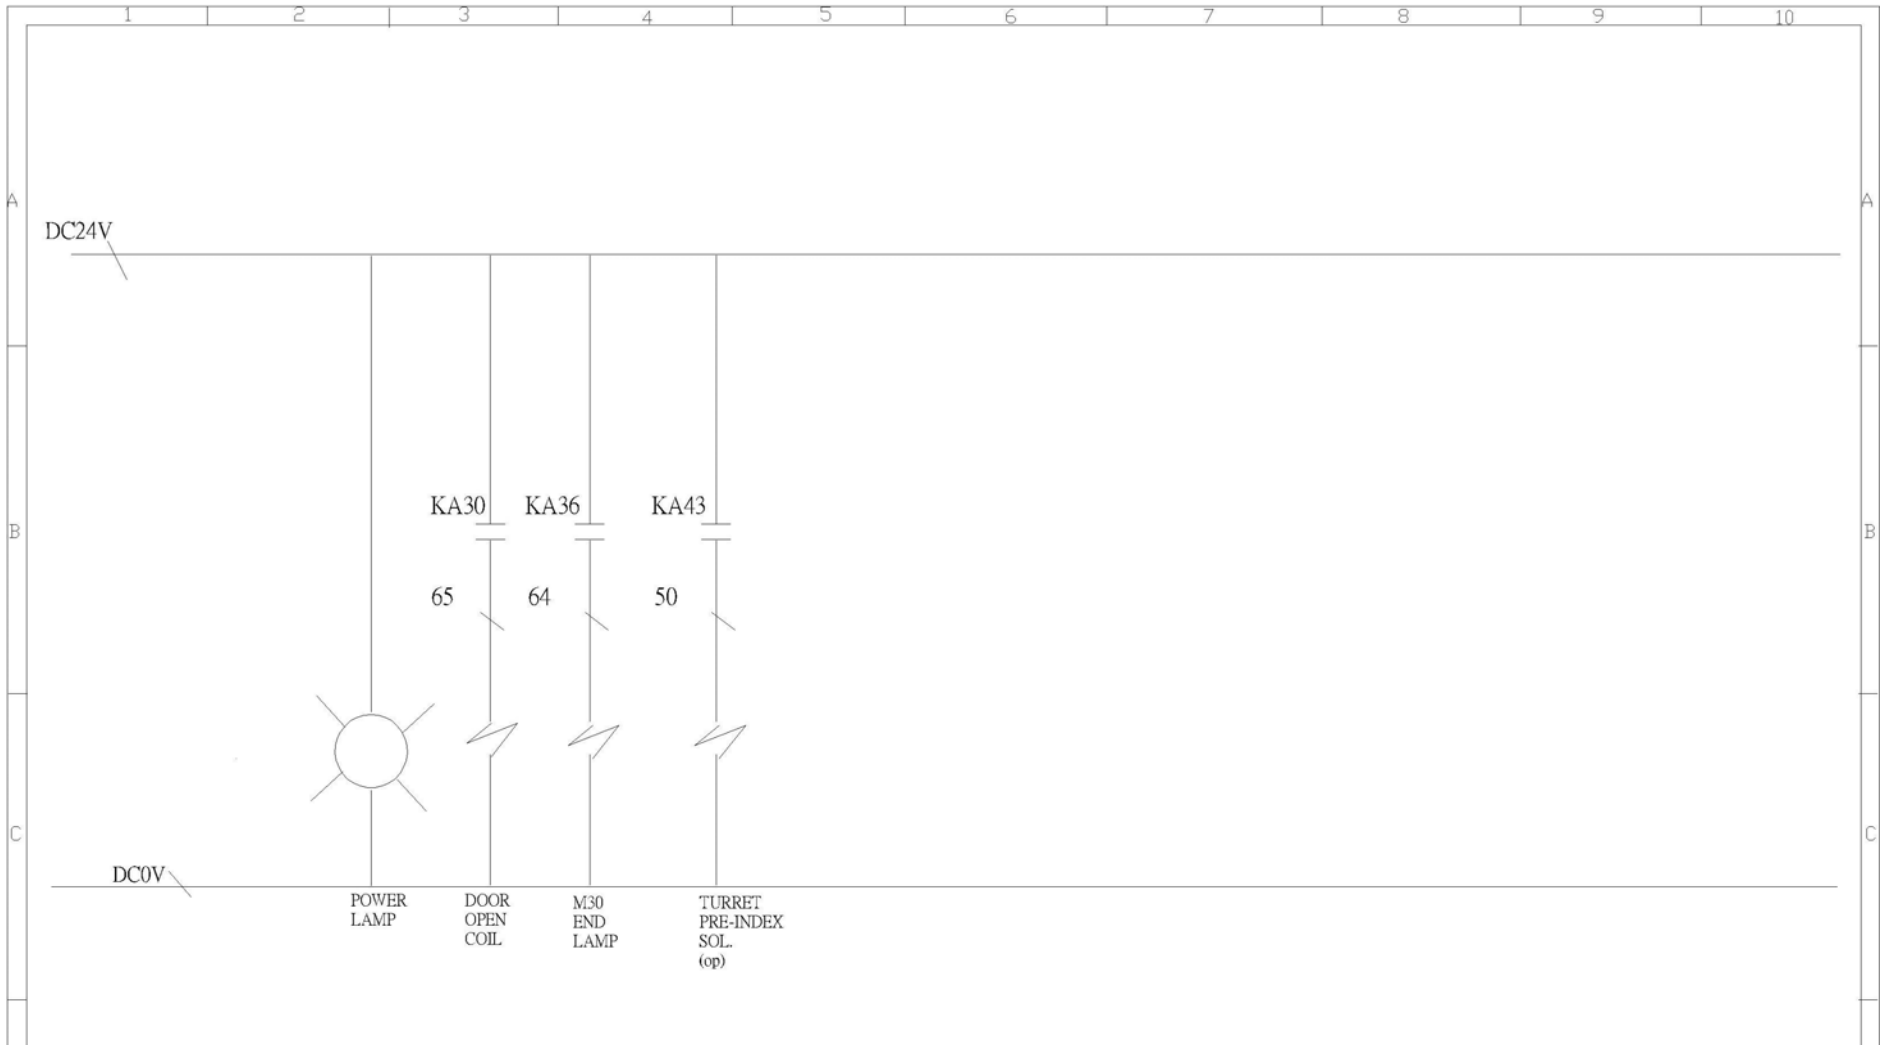 1 2 3 4 5 6 7 8 9 10
A A
DC24V
KA30 KA36 KA43
B B
65 64 50
C C
DC0V
POWER
LAMP
DOOR
OPEN
COIL
M30
END
LAMP
TURRET
PRE-INDEX
SOL.
(op)